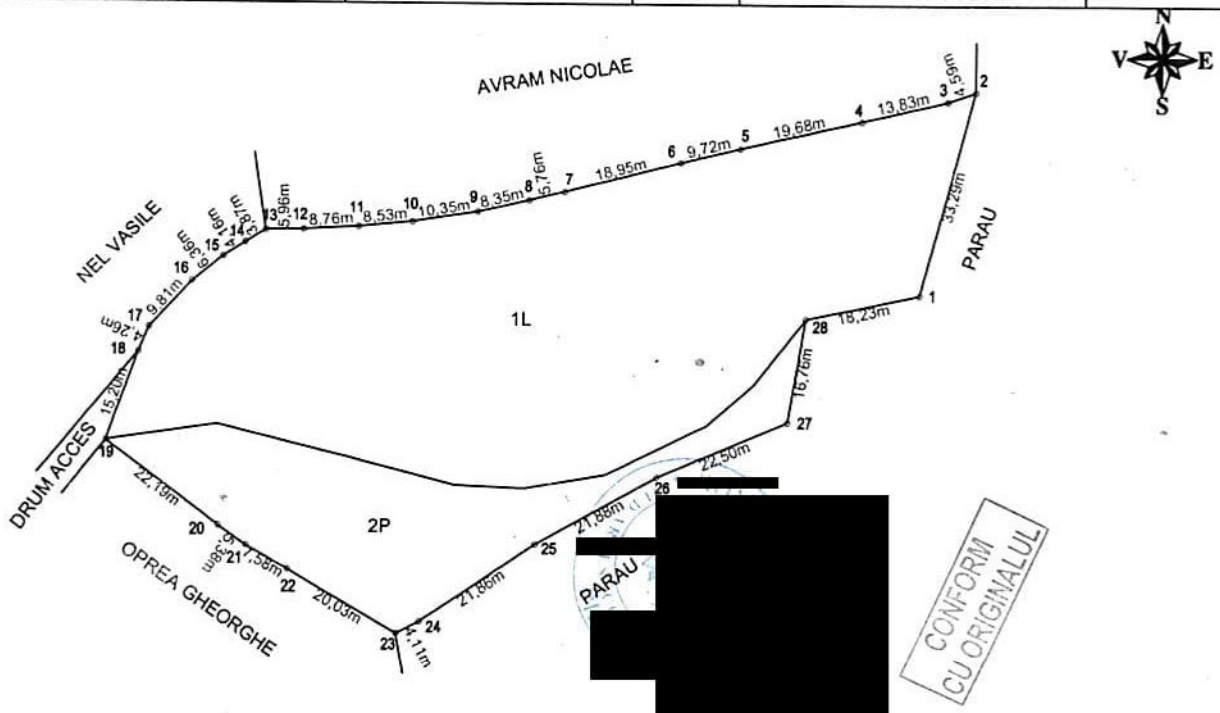 N
V E
S
AVRAM NICOLAE
NEL VASILE
PARAU
1L
2P
DRUM ACCES
OPREA GHEORGHE
PARAU
2
4,59m
3
13,83m
4
19,68m
5
9,72m
6
18,95m
7
5,76m
8
8,35m
9
10,35m
10
8,53m
11
8,76m
12
5,96m
13
3,87m
14
15
6,36m
16
9,81m
17
4,26m
18
15,20m
19
22,19m
20
5,38m
21
7,58m
22
20,03m
23
4,11m
24
21,86m
25
21,88m
26
22,50m
27
16,76m
28
18,23m
1
33,29m
CONFORM
CU ORIGINALUL